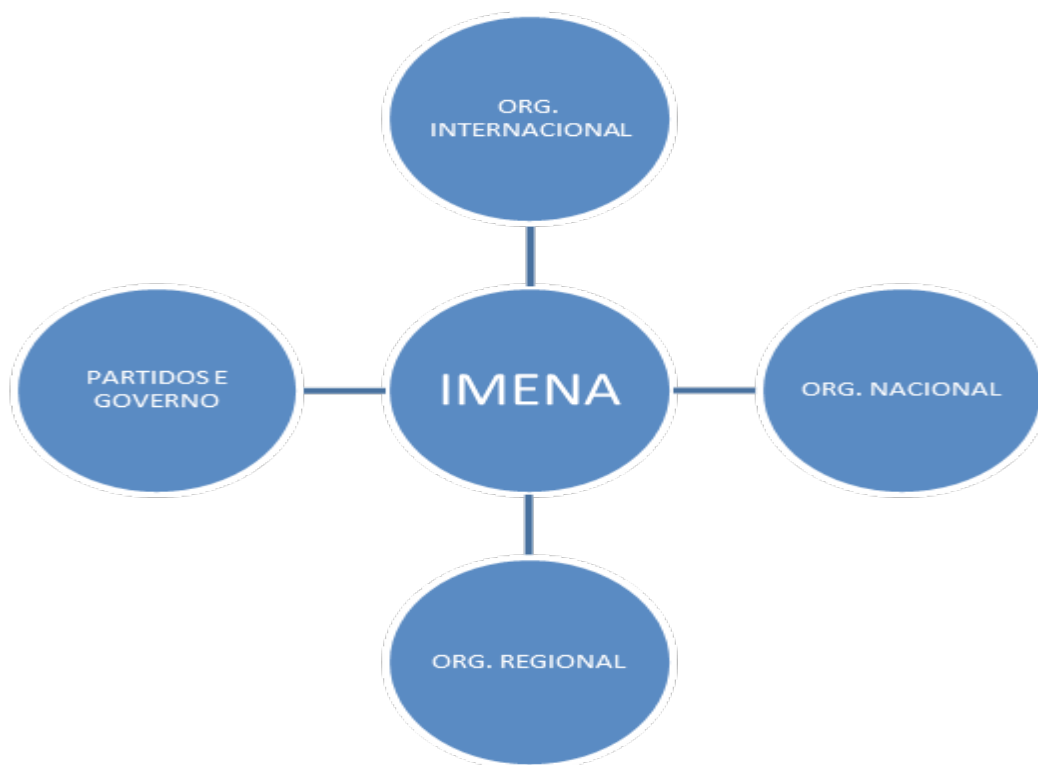 ORG.
INTERNACIONAL
PARTIDOS E
GOVERNO
IMENA
ORG. NACIONAL
ORG. REGIONAL